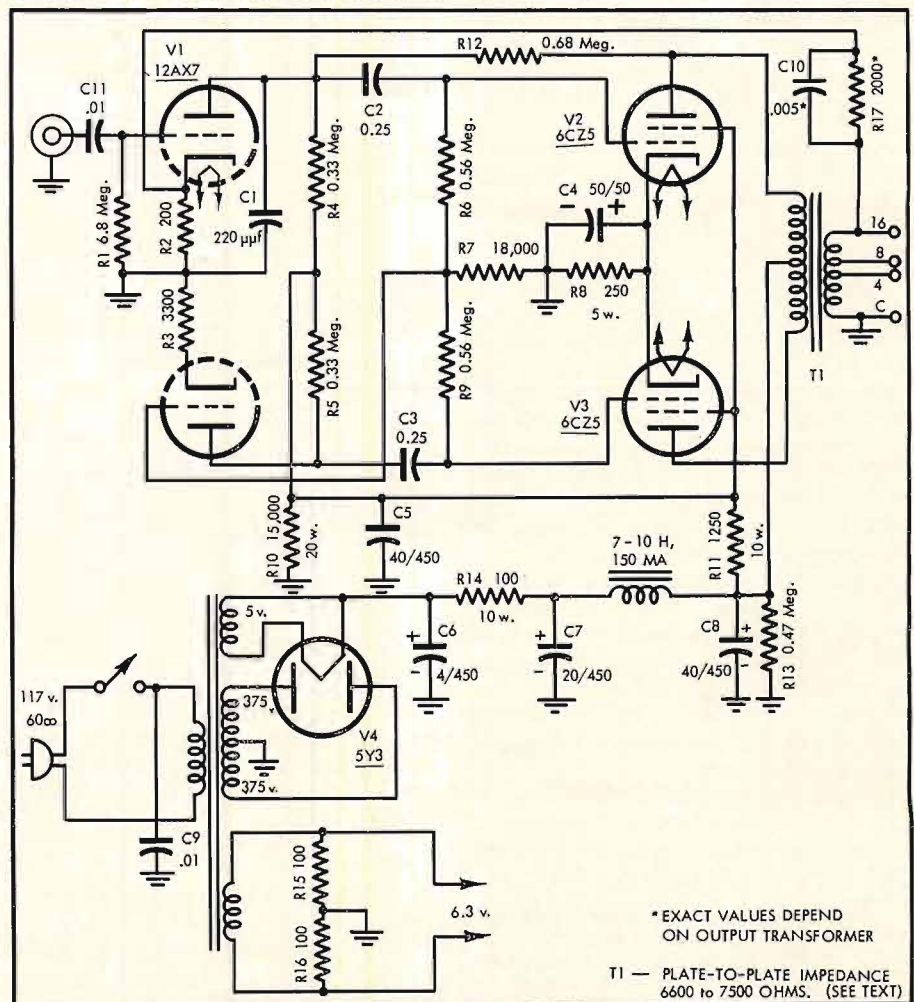 V1
12AX7
R12
0.68 Meg.
C10
.005*
R17 2000*
C11
.01
C2
0.25
V2
6CZ5
R1 6.8 Meg.
R2 200
C1
220 μμf
R4 0.33 Meg.
R6 0.56 Meg.
C4 50/50
- +
R7 18,000
R8 250
5 w.
16
8
4
C
T1
R3 3300
R5 0.33 Meg.
R9 0.56 Meg.
V3
6CZ5
C3
0.25
R10 15,000
20 w.
C5
40/450
R11 1250
10 w.
7-10 H,
150 MA
R14 100
10 w.
5 v.
+
-
C6
4/450
+
-
C7
20/450
C8
+
-
40/450
R13 0.47 Meg.
117 v.
60∞
375 v.
375 v.
V4
5Y3
C9
.01
R15 100
R16 100
6.3 v.
* EXACT VALUES DEPEND
ON OUTPUT TRANSFORMER
T1 — PLATE-TO-PLATE IMPEDANCE
6600 to 7500 OHMS. (SEE TEXT)